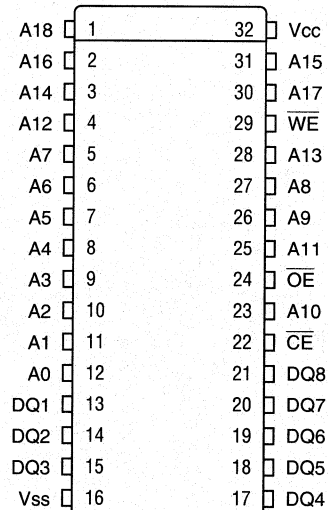 A18 1 32 Vcc
A16 2 31 A15
A14 3 30 A17
A12 4 29 W̅E̅
A7 5 28 A13
A6 6 27 A8
A5 7 26 A9
A4 8 25 A11
A3 9 24 O̅E̅
A2 10 23 A10
A1 11 22 C̅E̅
A0 12 21 DQ8
DQ1 13 20 DQ7
DQ2 14 19 DQ6
DQ3 15 18 DQ5
Vss 16 17 DQ4